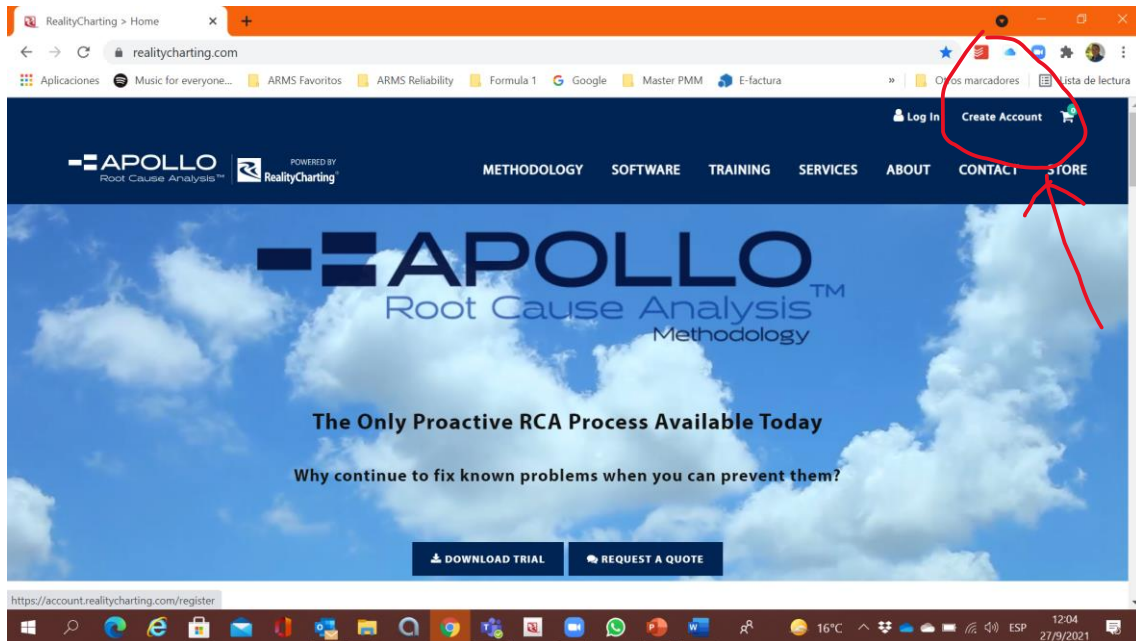 RealityCharting > Home
realitycharting.com
Aplicaciones Music for everyone... ARMS Favoritos ARMS Reliability Formula 1 Google Master PMM E-factura » Otros marcadores Lista de lectura
Log In Create Account 0
APOLLO Root Cause Analysis™ POWERED BY RealityCharting®
METHODOLOGY SOFTWARE TRAINING SERVICES ABOUT CONTACT STORE
APOLLO
Root Cause Analysis™
Methodology
The Only Proactive RCA Process Available Today
Why continue to fix known problems when you can prevent them?
DOWNLOAD TRIAL REQUEST A QUOTE
https://account.realitycharting.com/register
16°C ESP 12:04
27/9/2021